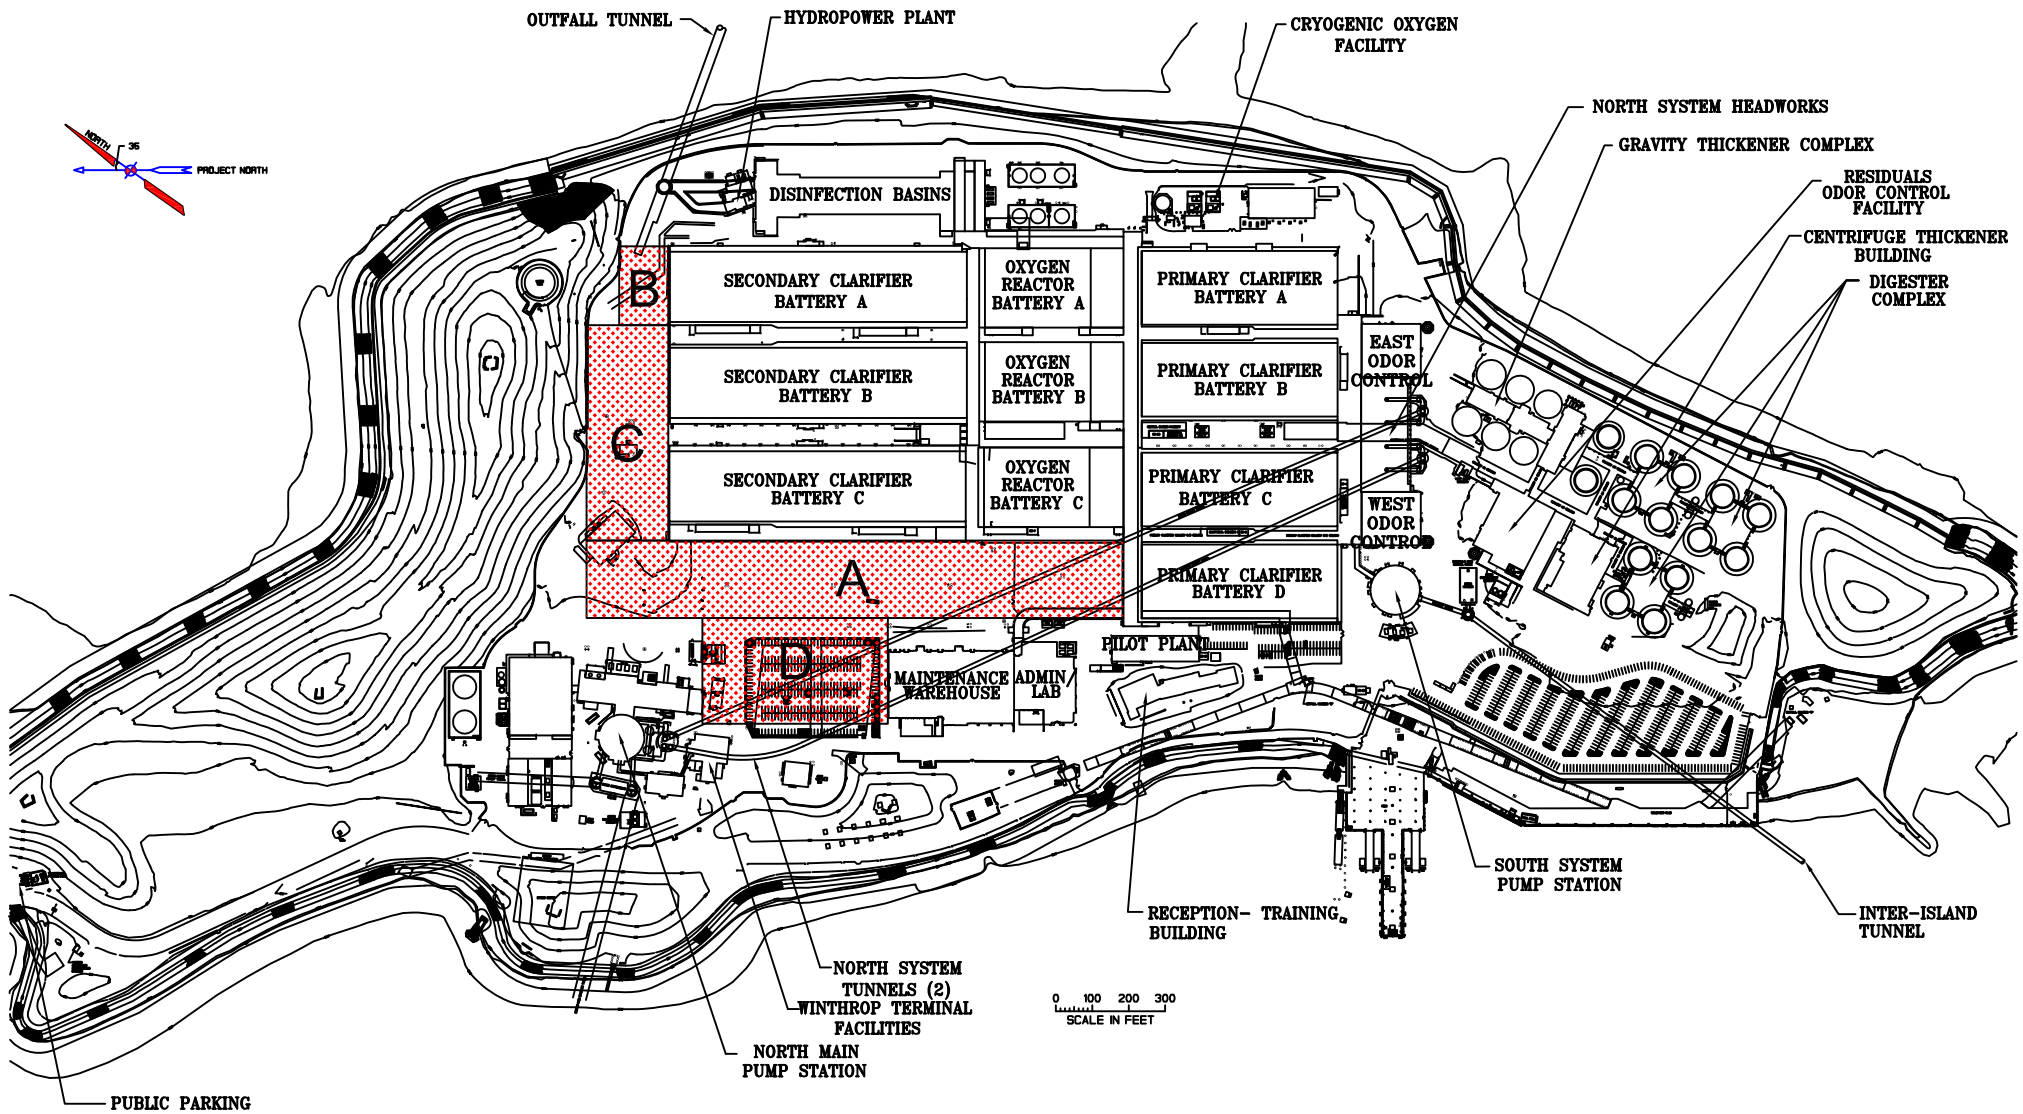 OUTFALL TUNNEL
HYDROPOWER PLANT
CRYOGENIC OXYGEN
FACILITY
NORTH SYSTEM HEADWORKS
GRAVITY THICKENER COMPLEX
RESIDUALS
ODOR CONTROL
FACILITY
CENTRIFUGE THICKENER
BUILDING
DIGESTER
COMPLEX
NORTH
36
PROJECT NORTH
DISINFECTION BASINS
B
SECONDARY CLARIFIER
BATTERY A
OXYGEN
REACTOR
BATTERY A
PRIMARY CLARIFIER
BATTERY A
EAST
ODOR
CONTROL
SECONDARY CLARIFIER
BATTERY B
OXYGEN
REACTOR
BATTERY B
PRIMARY CLARIFIER
BATTERY B
C
SECONDARY CLARIFIER
BATTERY C
OXYGEN
REACTOR
BATTERY C
PRIMARY CLARIFIER
BATTERY C
WEST
ODOR
CONTROL
A
PRIMARY CLARIFIER
BATTERY D
D
MAINTENANCE
WAREHOUSE
ADMIN/
LAB
PILOT PLANT
SOUTH SYSTEM
PUMP STATION
RECEPTION- TRAINING
BUILDING
INTER-ISLAND
TUNNEL
NORTH SYSTEM
TUNNELS (2)
WINTHROP TERMINAL
FACILITIES
NORTH MAIN
PUMP STATION
0 100 200 300
SCALE IN FEET
PUBLIC PARKING